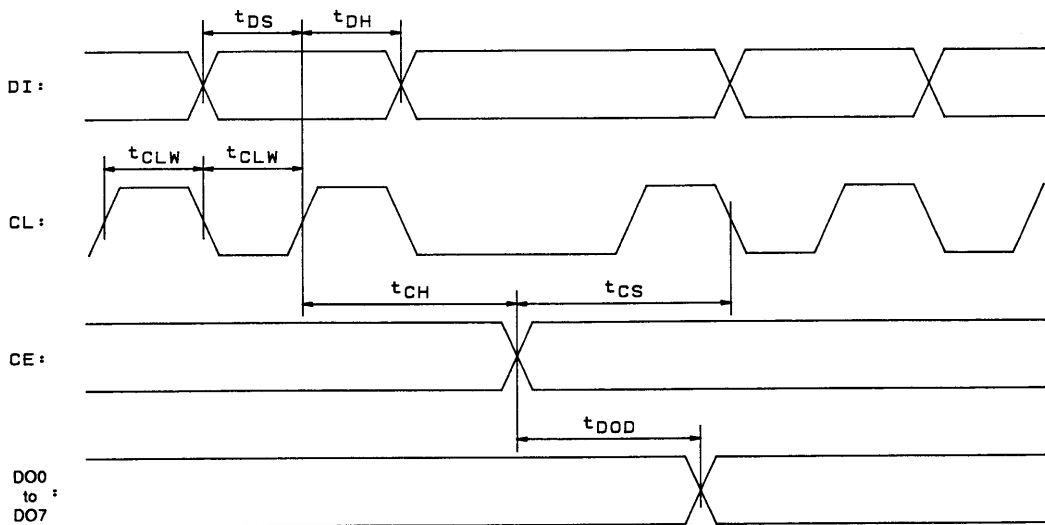 tDS tDH
DI:
tCLW tCLW
CL:
tCH tCS
CE:
tDOD
DO0
to :
DO7